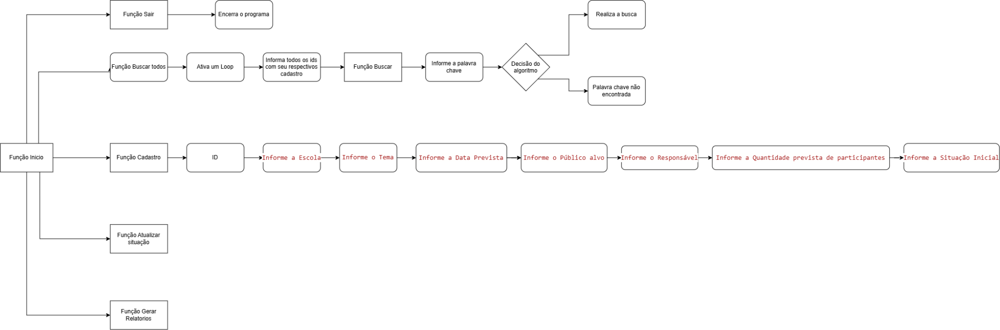 Função Sair
Encerra o programa
Realiza a busca
Função Buscar todos
Ativa um Loop
Informa todos os ids
com seu respectivos
cadastro
Função Buscar
Informe a palavra
chave
Decisão do
algoritmo
Palavra chave não
encontrada
Função Inicio
Função Cadastro
ID
Informe a Escola
Informe o Tema
Informe a Data Prevista
Informe o Público alvo
Informe o Responsável
Informe a Quantidade prevista de participantes
Informe a Situação Inicial
Função Atualizar
situação
Função Gerar
Relatorios